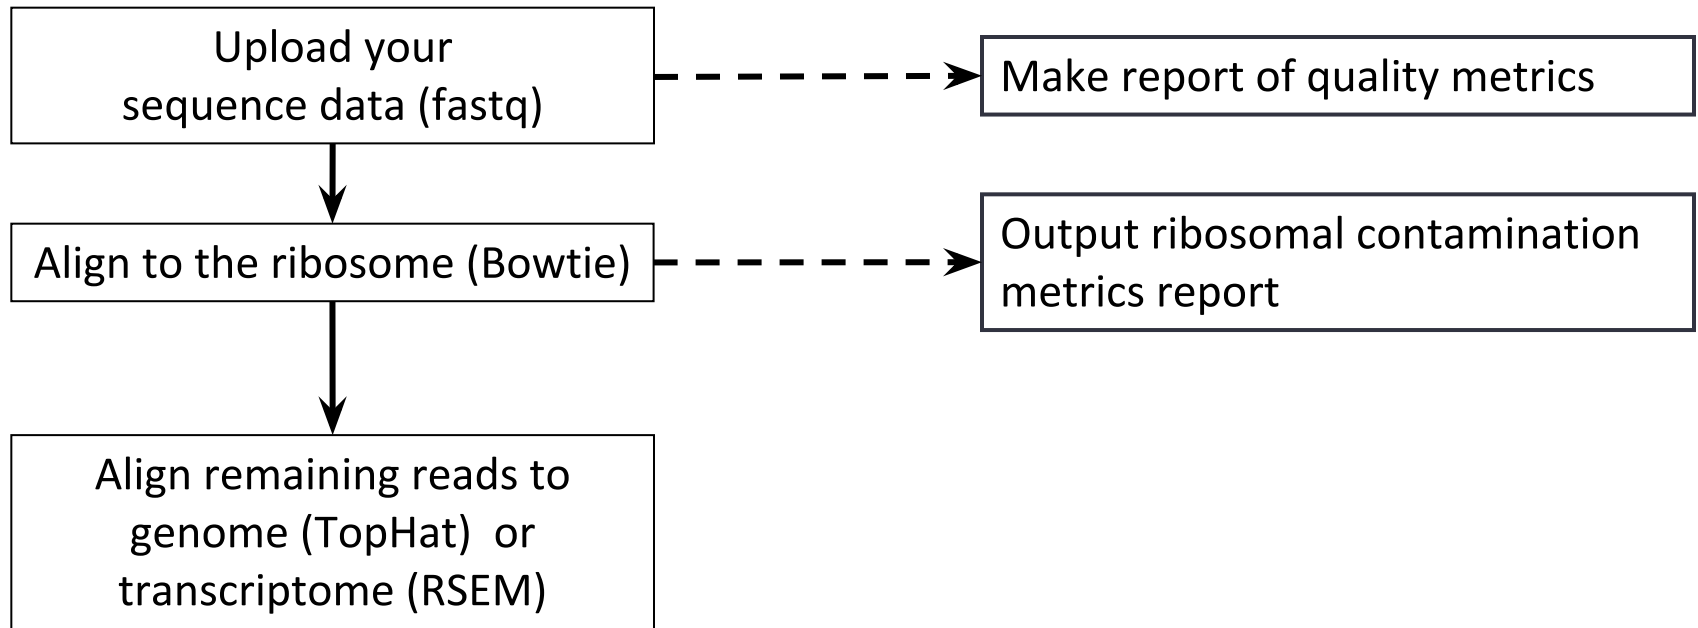 Upload your
sequence data (fastq)
Make report of quality metrics
Align to the ribosome (Bowtie)
Output ribosomal contamination
metrics report
Align remaining reads to
genome (TopHat)  or
transcriptome (RSEM)